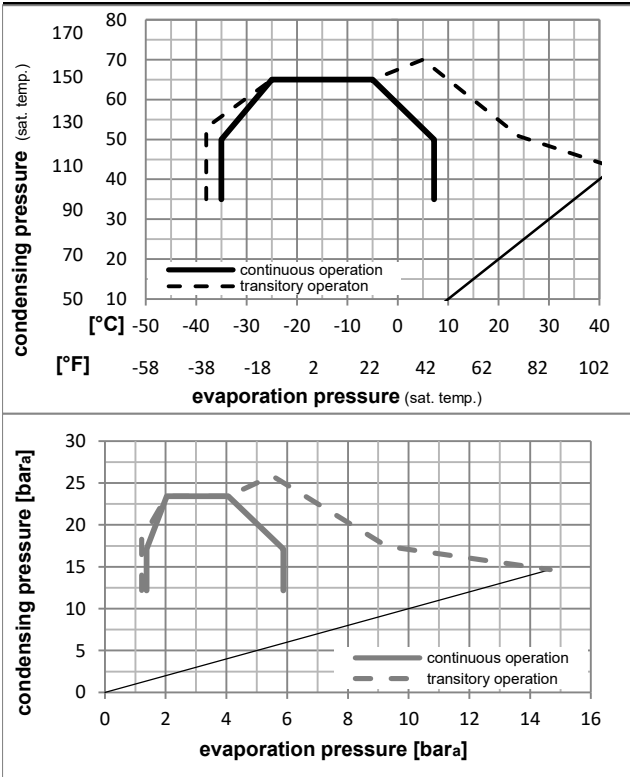 condensing pressure (sat. temp.)
170
150
130
110
90
70
50
80
70
60
50
40
30
20
10
continuous operation
transitory operaton
[°C] -50 -40 -30 -20 -10 0 10 20 30 40
[°F] -58 -38 -18 2 22 42 62 82 102
evaporation pressure (sat. temp.)
condensing pressure [bara]
30
25
20
15
10
5
0
continuous operation
transitory operation
0 2 4 6 8 10 12 14 16
evaporation pressure [bara]